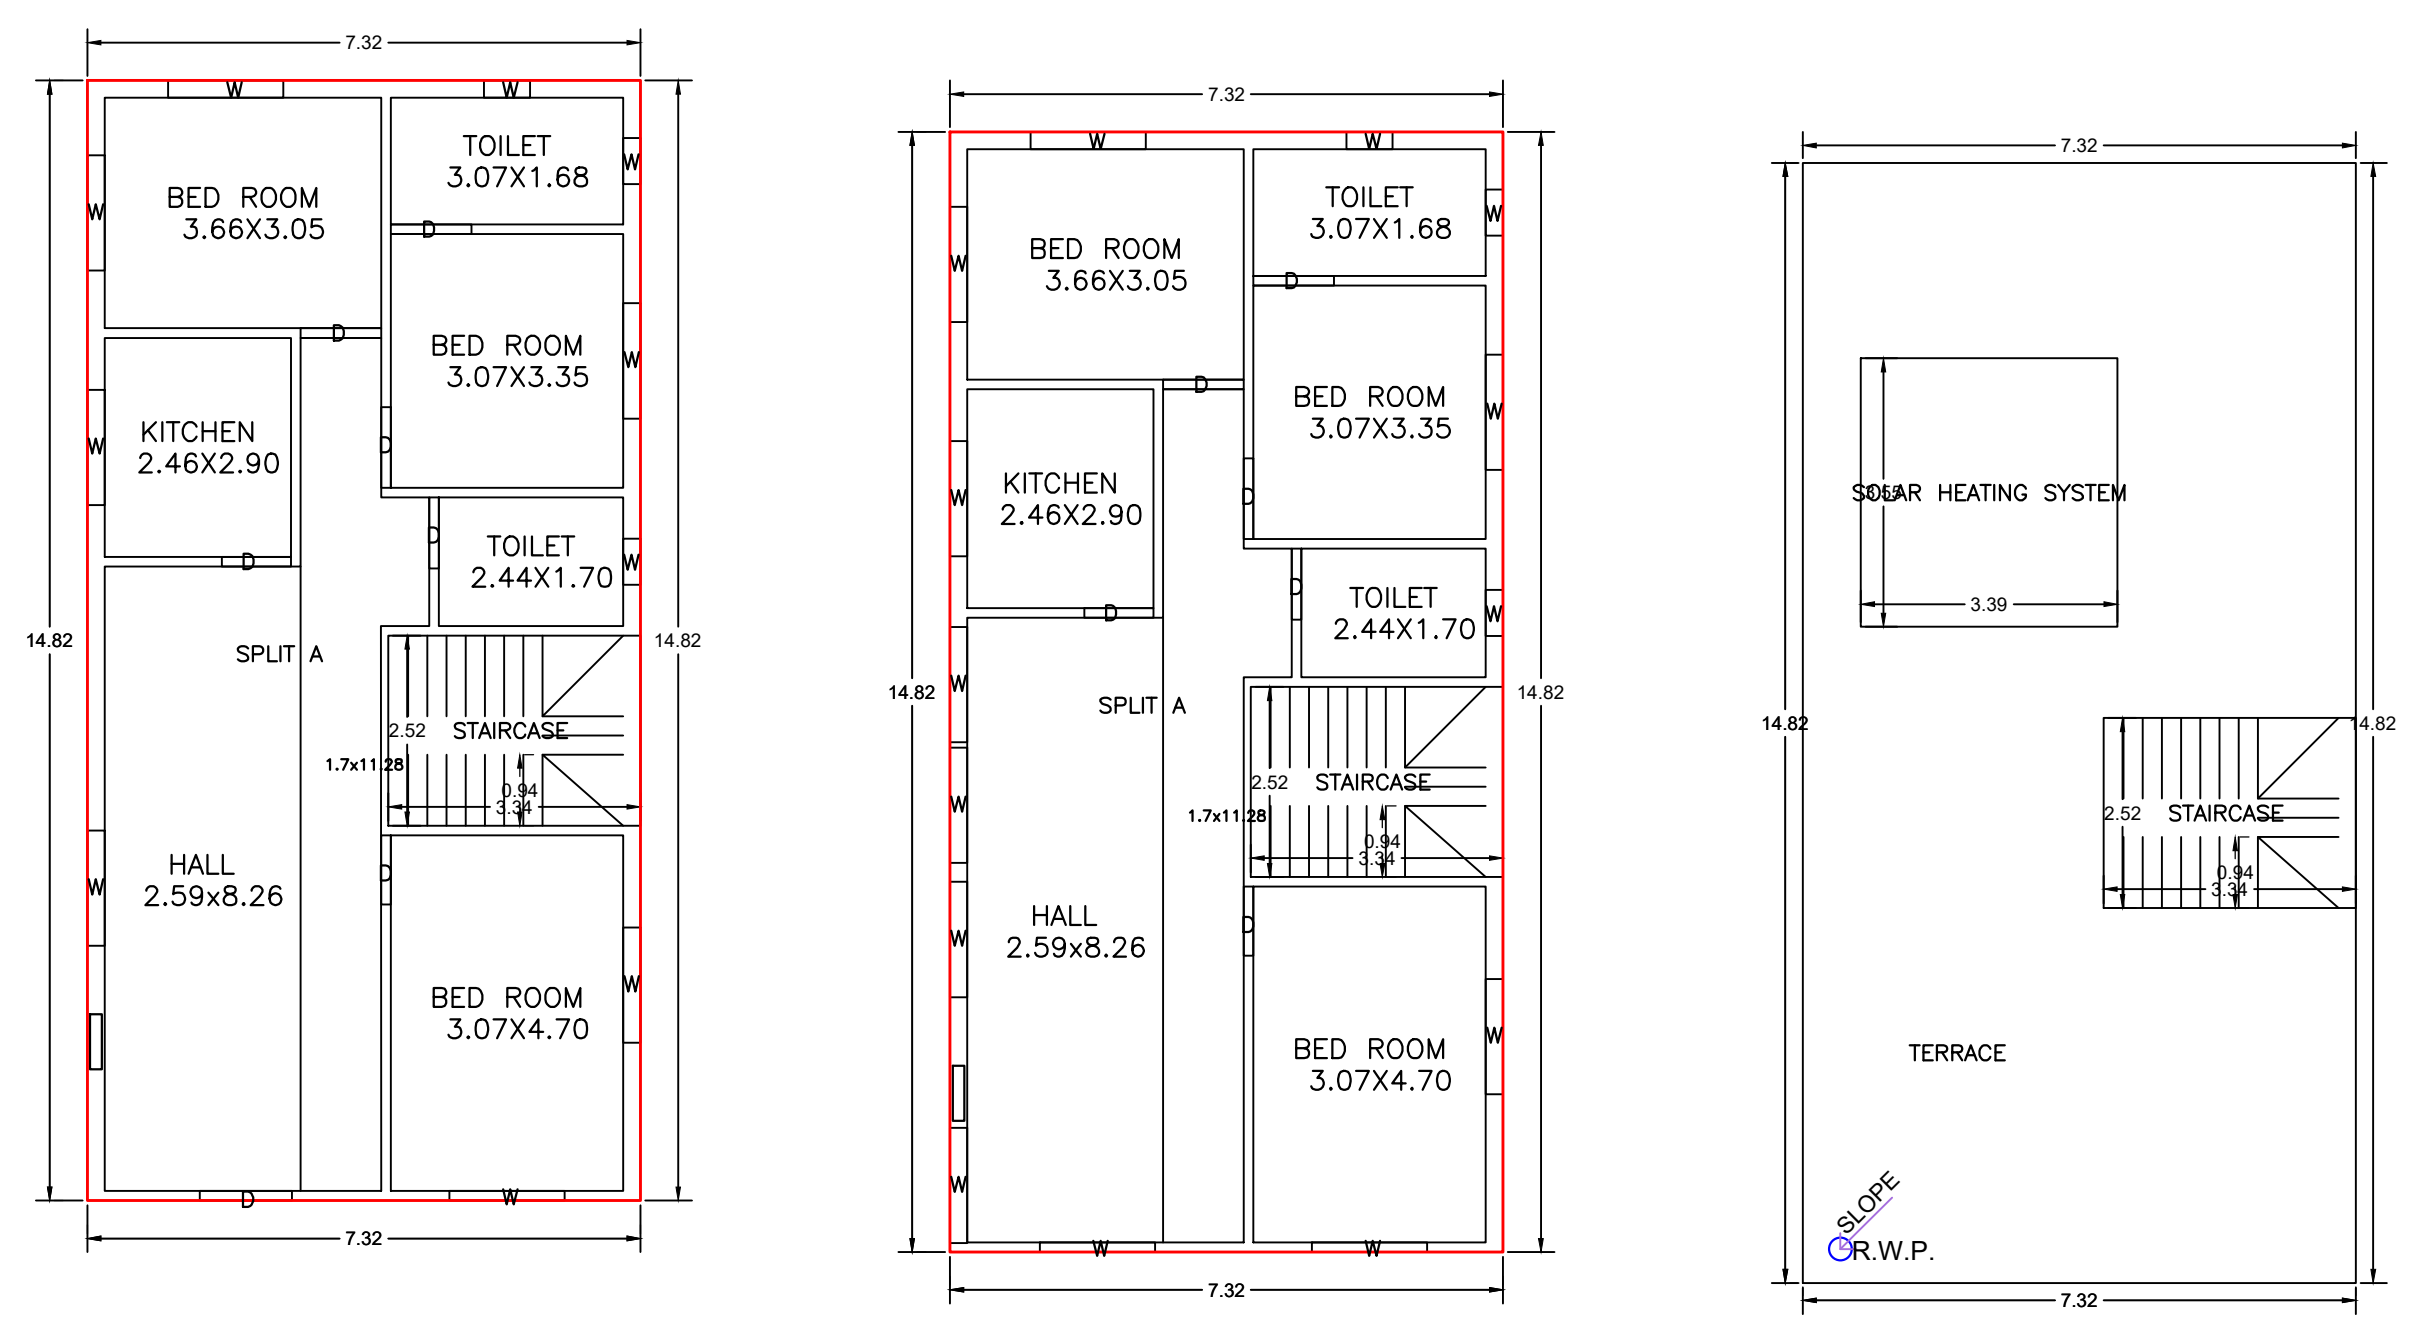 7.32
W
W
TOILET
3.07X1.68
W
BED ROOM
3.66X3.05
W
D
D
BED ROOM
3.07X3.35
W
KITCHEN
2.46X2.90
W
D
D
TOILET
2.44X1.70
W
D
14.82
14.82
SPLIT A
2.52
STAIRCASE
1.7x11.28
0.94
3.34
HALL
2.59x8.26
W
D
BED ROOM
3.07X4.70
W
D
W
7.32
7.32
W
W
TOILET
3.07X1.68
W
BED ROOM
3.66X3.05
W
D
D
BED ROOM
3.07X3.35
W
KITCHEN
2.46X2.90
W
D
D
TOILET
2.44X1.70
W
D
W
14.82
14.82
SPLIT A
2.52
STAIRCASE
1.7x11.28
W
0.94
3.34
HALL
2.59x8.26
W
D
BED ROOM
3.07X4.70
W
W
W
W
7.32
7.32
SOLAR HEATING SYSTEM
3.55
3.39
14.82
14.82
2.52
STAIRCASE
0.94
3.34
TERRACE
SLOPE
R.W.P.
7.32